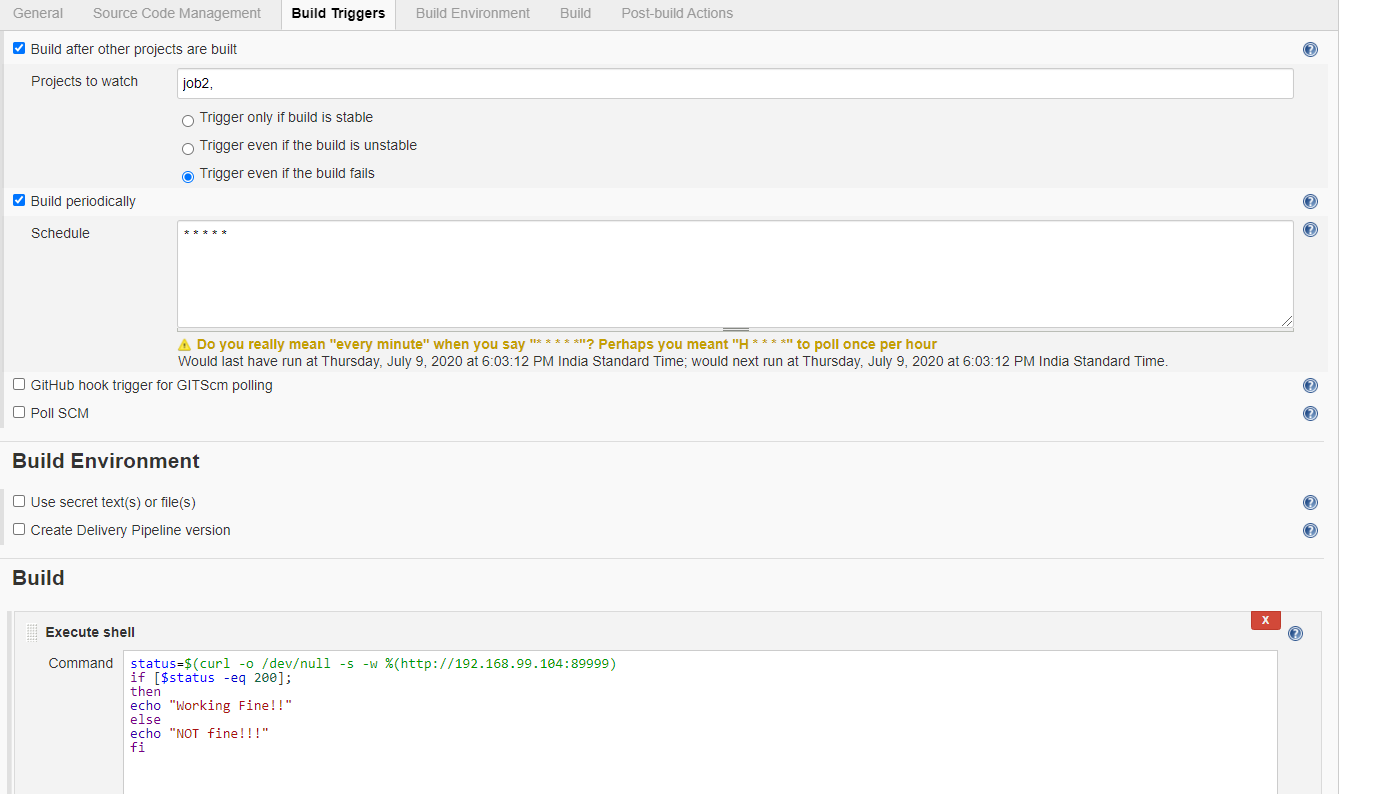 General Source Code Management Build Triggers Build Environment Build Post-build Actions
Build after other projects are built
Projects to watch job2,
Trigger only if build is stable
Trigger even if the build is unstable
Trigger even if the build fails
Build periodically
Schedule * * * * *
Do you really mean "every minute" when you say "* * * * *"? Perhaps you meant "H * * * *" to poll once per hour
Would last have run at Thursday, July 9, 2020 at 6:03:12 PM India Standard Time; would next run at Thursday, July 9, 2020 at 6:03:12 PM India Standard Time.
GitHub hook trigger for GITScm polling
Poll SCM
Build Environment
Use secret text(s) or file(s)
Create Delivery Pipeline version
Build
X
Execute shell
Command status=$(curl -o /dev/null -s -w %(http://192.168.99.104:89999)
if [$status -eq 200];
then
echo "Working Fine!!"
else
echo "NOT fine!!!"
fi